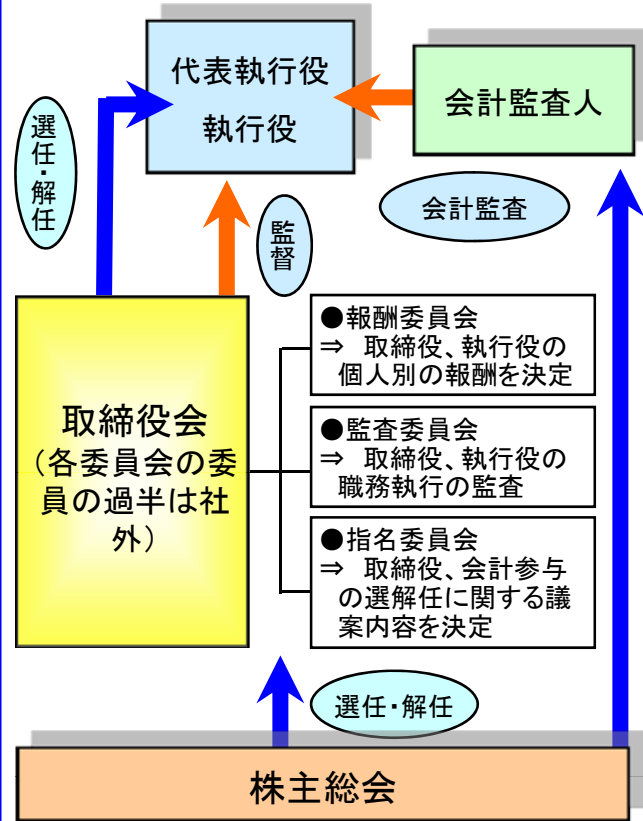 代表執行役
執行役
会計監査人
選任・解任
監督
会計監査
取締役会
（各委員会の委
員の過半は社
外）
●報酬委員会
⇒　取締役、執行役の
個人別の報酬を決定
●監査委員会
⇒　取締役、執行役の
職務執行の監査
●指名委員会
⇒　取締役、会計参与
の選解任に関する議
案内容を決定
選任・解任
株主総会